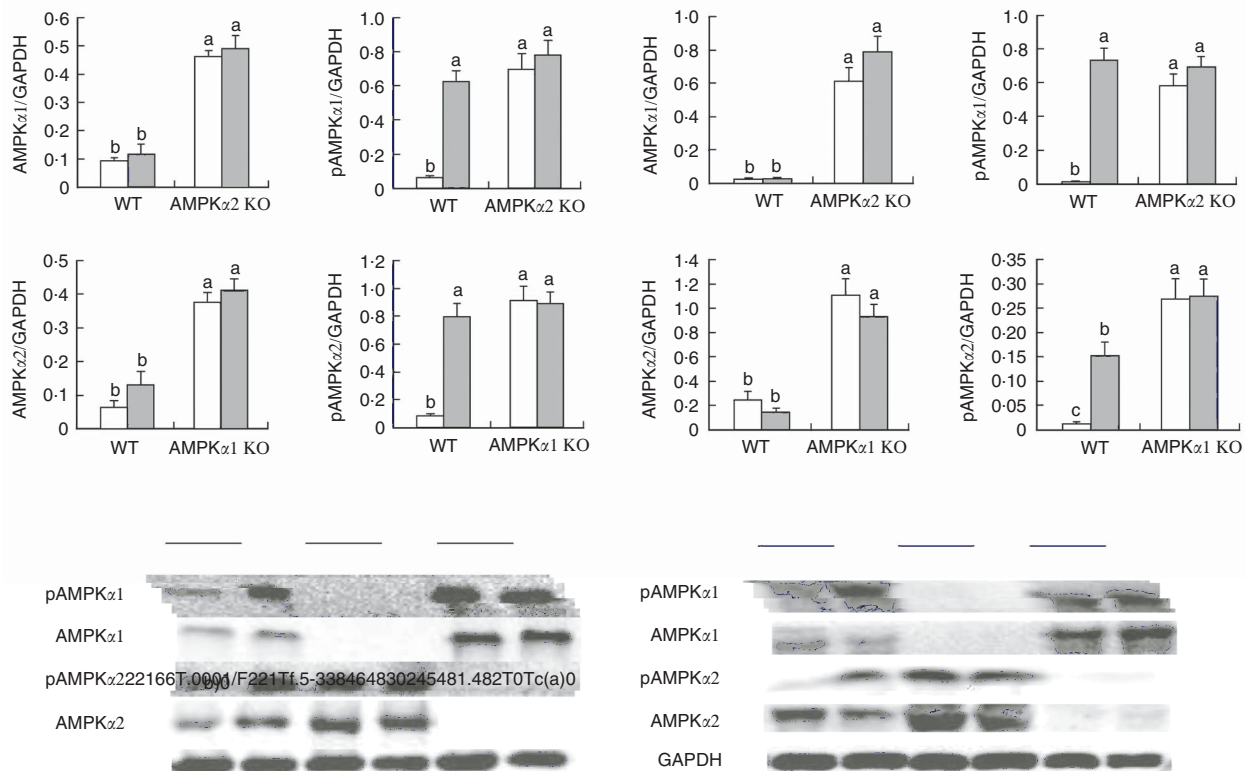 AMPKα1/GAPDH
0·6
0·5
0·4
0·3
0·2
0·1
0
b
b
a
a
WT
AMPKα2 KO
pAMPKα1/GAPDH
1·0
0·8
0·6
0·4
0·2
0
b
a
a
a
WT
AMPKα2 KO
AMPKα1/GAPDH
1·0
0·8
0·6
0·4
0·2
0
b
b
a
a
WT
AMPKα2 KO
pAMPKα1/GAPDH
1·0
0·8
0·6
0·4
0·2
0
b
a
a
a
WT
AMPKα2 KO
AMPKα2/GAPDH
0·5
0·4
0·3
0·2
0·1
0
b
b
a
a
WT
AMPKα1 KO
pAMPKα2/GAPDH
1·2
1·0
0·8
0·6
0·4
0·2
0
b
a
a
a
WT
AMPKα1 KO
AMPKα2/GAPDH
1·4
1·2
1·0
0·8
0·6
0·4
0·2
0
b
b
a
a
WT
AMPKα1 KO
pAMPKα2/GAPDH
0·35
0·30
0·25
0·20
0·15
0·10
0·05
0
c
b
a
a
WT
AMPKα1 KO
pAMPKα1
AMPKα1
pAMPKα222166T.0001/F221Tf.5-338464830245481.482T0Tc(a)0
AMPKα2
pAMPKα1
AMPKα1
pAMPKα2
AMPKα2
GAPDH